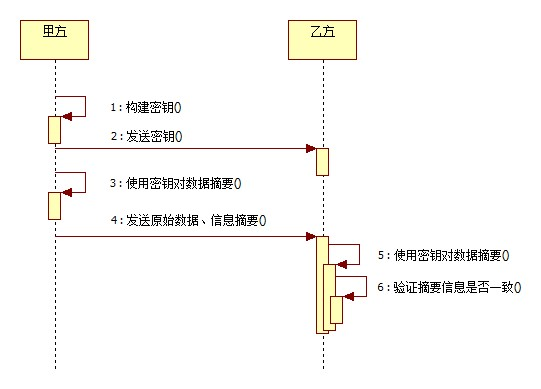 甲方
乙方
1 : 构建密钥()
2 : 发送密钥()
3 : 使用密钥对数据摘要()
4 : 发送原始数据、信息摘要()
5 : 使用密钥对数据摘要()
6 : 验证摘要信息是否一致()